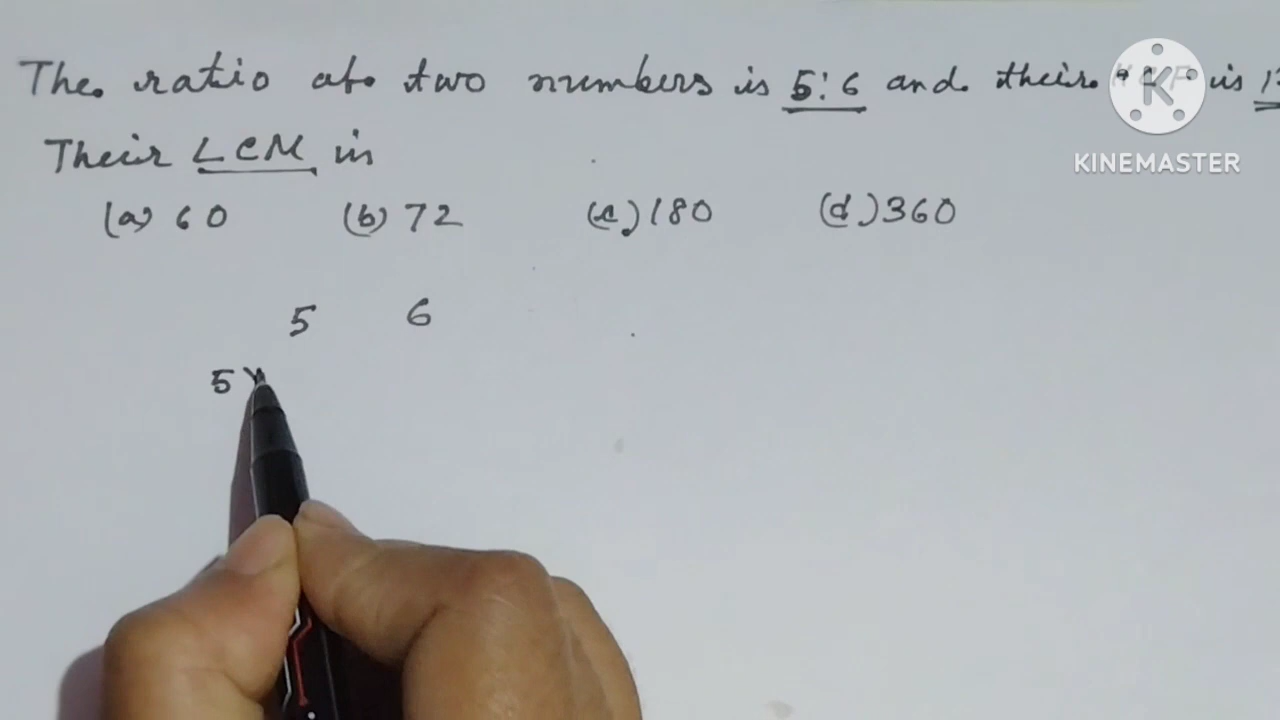 The ratio of two numbers is 5:6 and their is
KINEMASTER
Their LCM is
(a) 60 (b) 72 (c) 180 (d) 360
5 6
5 ×